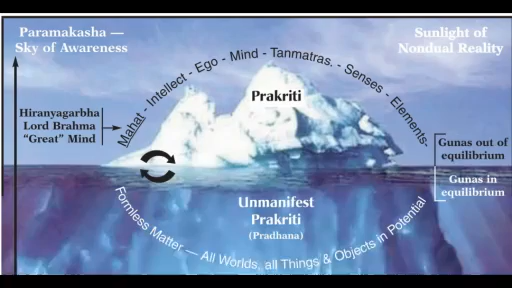 Paramakasha —
Sky of Awareness
Sunlight of
Nondual Reality
Mahat - Intellect - Ego - Mind - Tanmatras. - Senses - Elements-
Prakriti
Hiranyagarbha
Lord Brahma
"Great" Mind
Gunas out of
equilibrium
Gunas in
equilibrium
Unmanifest
Prakriti
(Pradhana)
Formless Matter — All Worlds, all Things & Objects in Potential